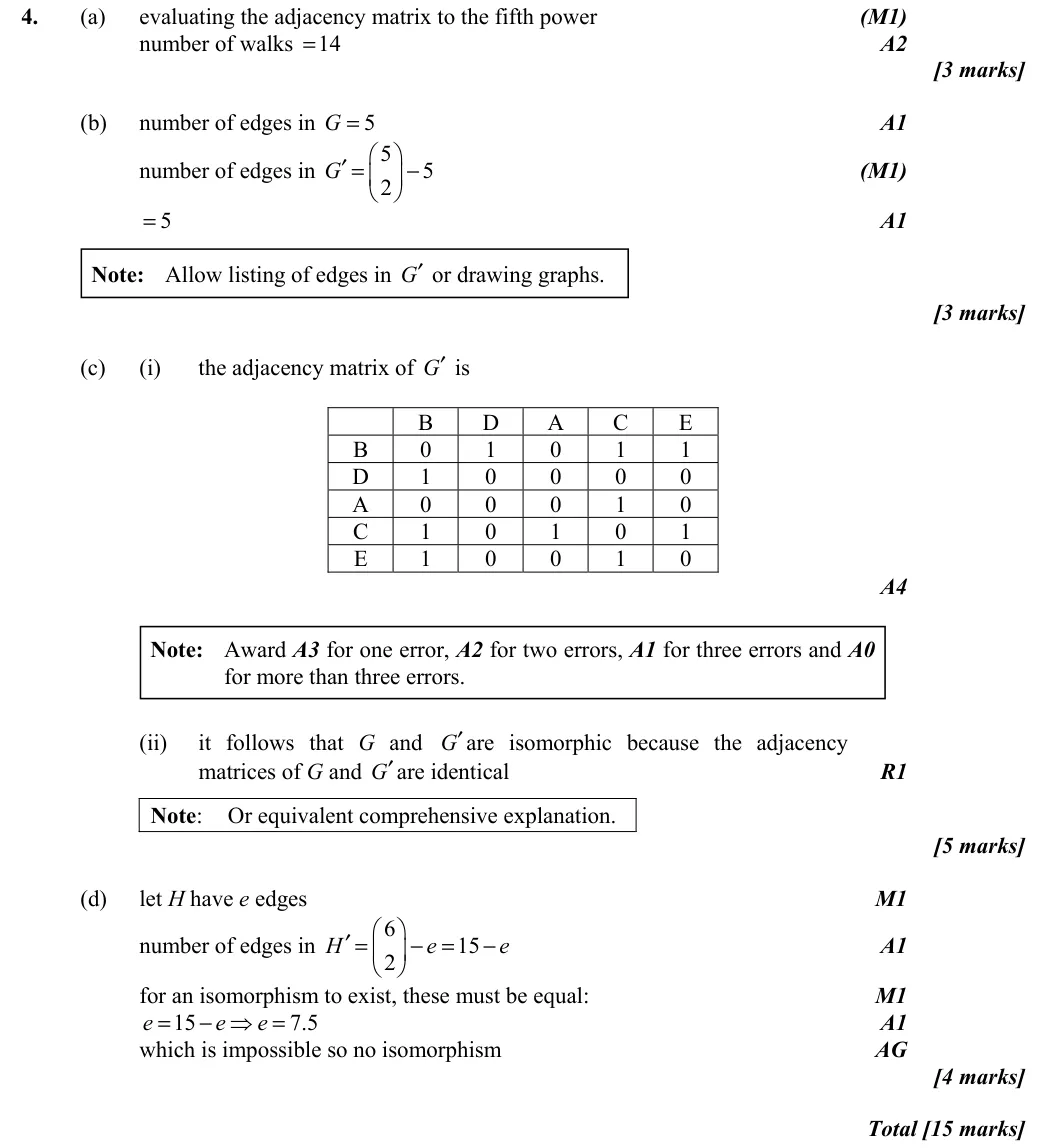 4. (a) evaluating the adjacency matrix to the fifth power (M1)
number of walks = 14 A2
[3 marks]
(b) number of edges in G = 5 A1
number of edges in G′ = (5 2) − 5 (M1)
= 5 A1
Note: Allow listing of edges in G′ or drawing graphs.
[3 marks]
(c) (i) the adjacency matrix of G′ is
B D A C E
B 0 1 0 1 1
D 1 0 0 0 0
A 0 0 0 1 0
C 1 0 1 0 1
E 1 0 0 1 0
A4
Note: Award A3 for one error, A2 for two errors, A1 for three errors and A0
for more than three errors.
(ii) it follows that G and G′ are isomorphic because the adjacency
matrices of G and G′ are identical R1
Note: Or equivalent comprehensive explanation.
[5 marks]
(d) let H have e edges M1
number of edges in H′ = (6 2) − e = 15 − e A1
for an isomorphism to exist, these must be equal: M1
e = 15 − e ⇒ e = 7.5 A1
which is impossible so no isomorphism AG
[4 marks]
Total [15 marks]